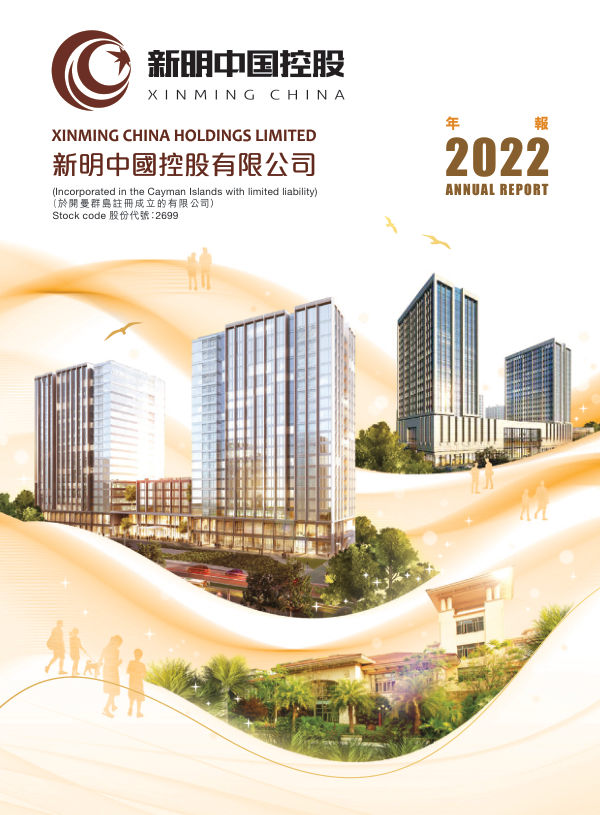 新明中国控股
XINMING CHINA
XINMING CHINA HOLDINGS LIMITED
新明中國控股有限公司
(Incorporated in the Cayman Islands with limited liability)
(於開曼群島註冊成立的有限公司)
Stock code 股份代號：2699
年 報
2022
ANNUAL REPORT